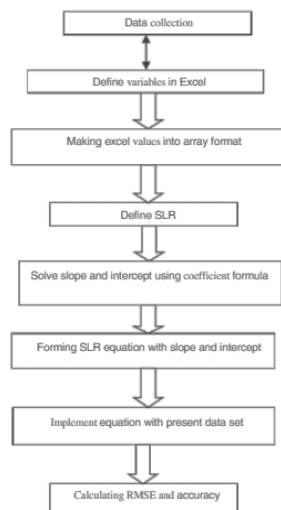 Data collection
Define variables in Excel
Making excel values into array format
Define SLR
Solve slope and intercept using coefficient formula
Forming SLR equation with slope and intercept
Implement equation with present data set
Calculating RMSE and accuracy